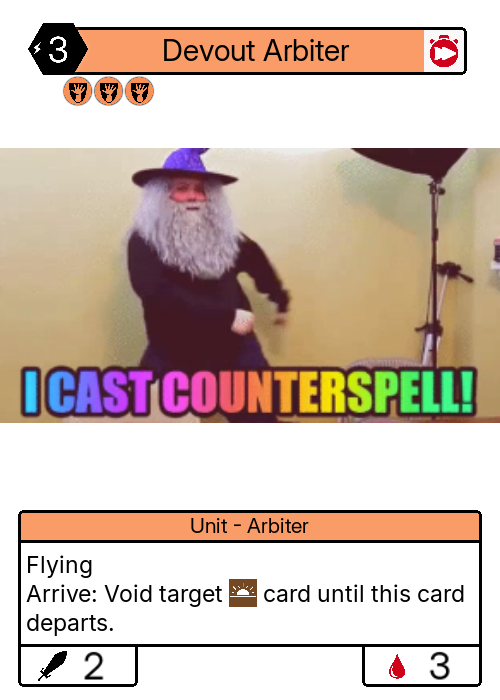 3
Devout Arbiter
I CAST COUNTERSPELL!
Unit - Arbiter
Flying
Arrive: Void target card until this card
departs.
2
3